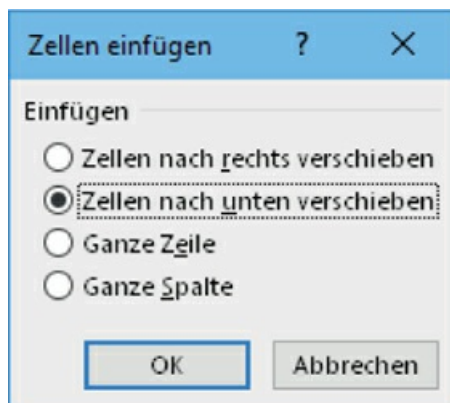 Zellen einfügen ?
Einfügen
Zellen nach rechts verschieben
Zellen nach unten verschieben
Ganze Zeile
Ganze Spalte
OK Abbrechen